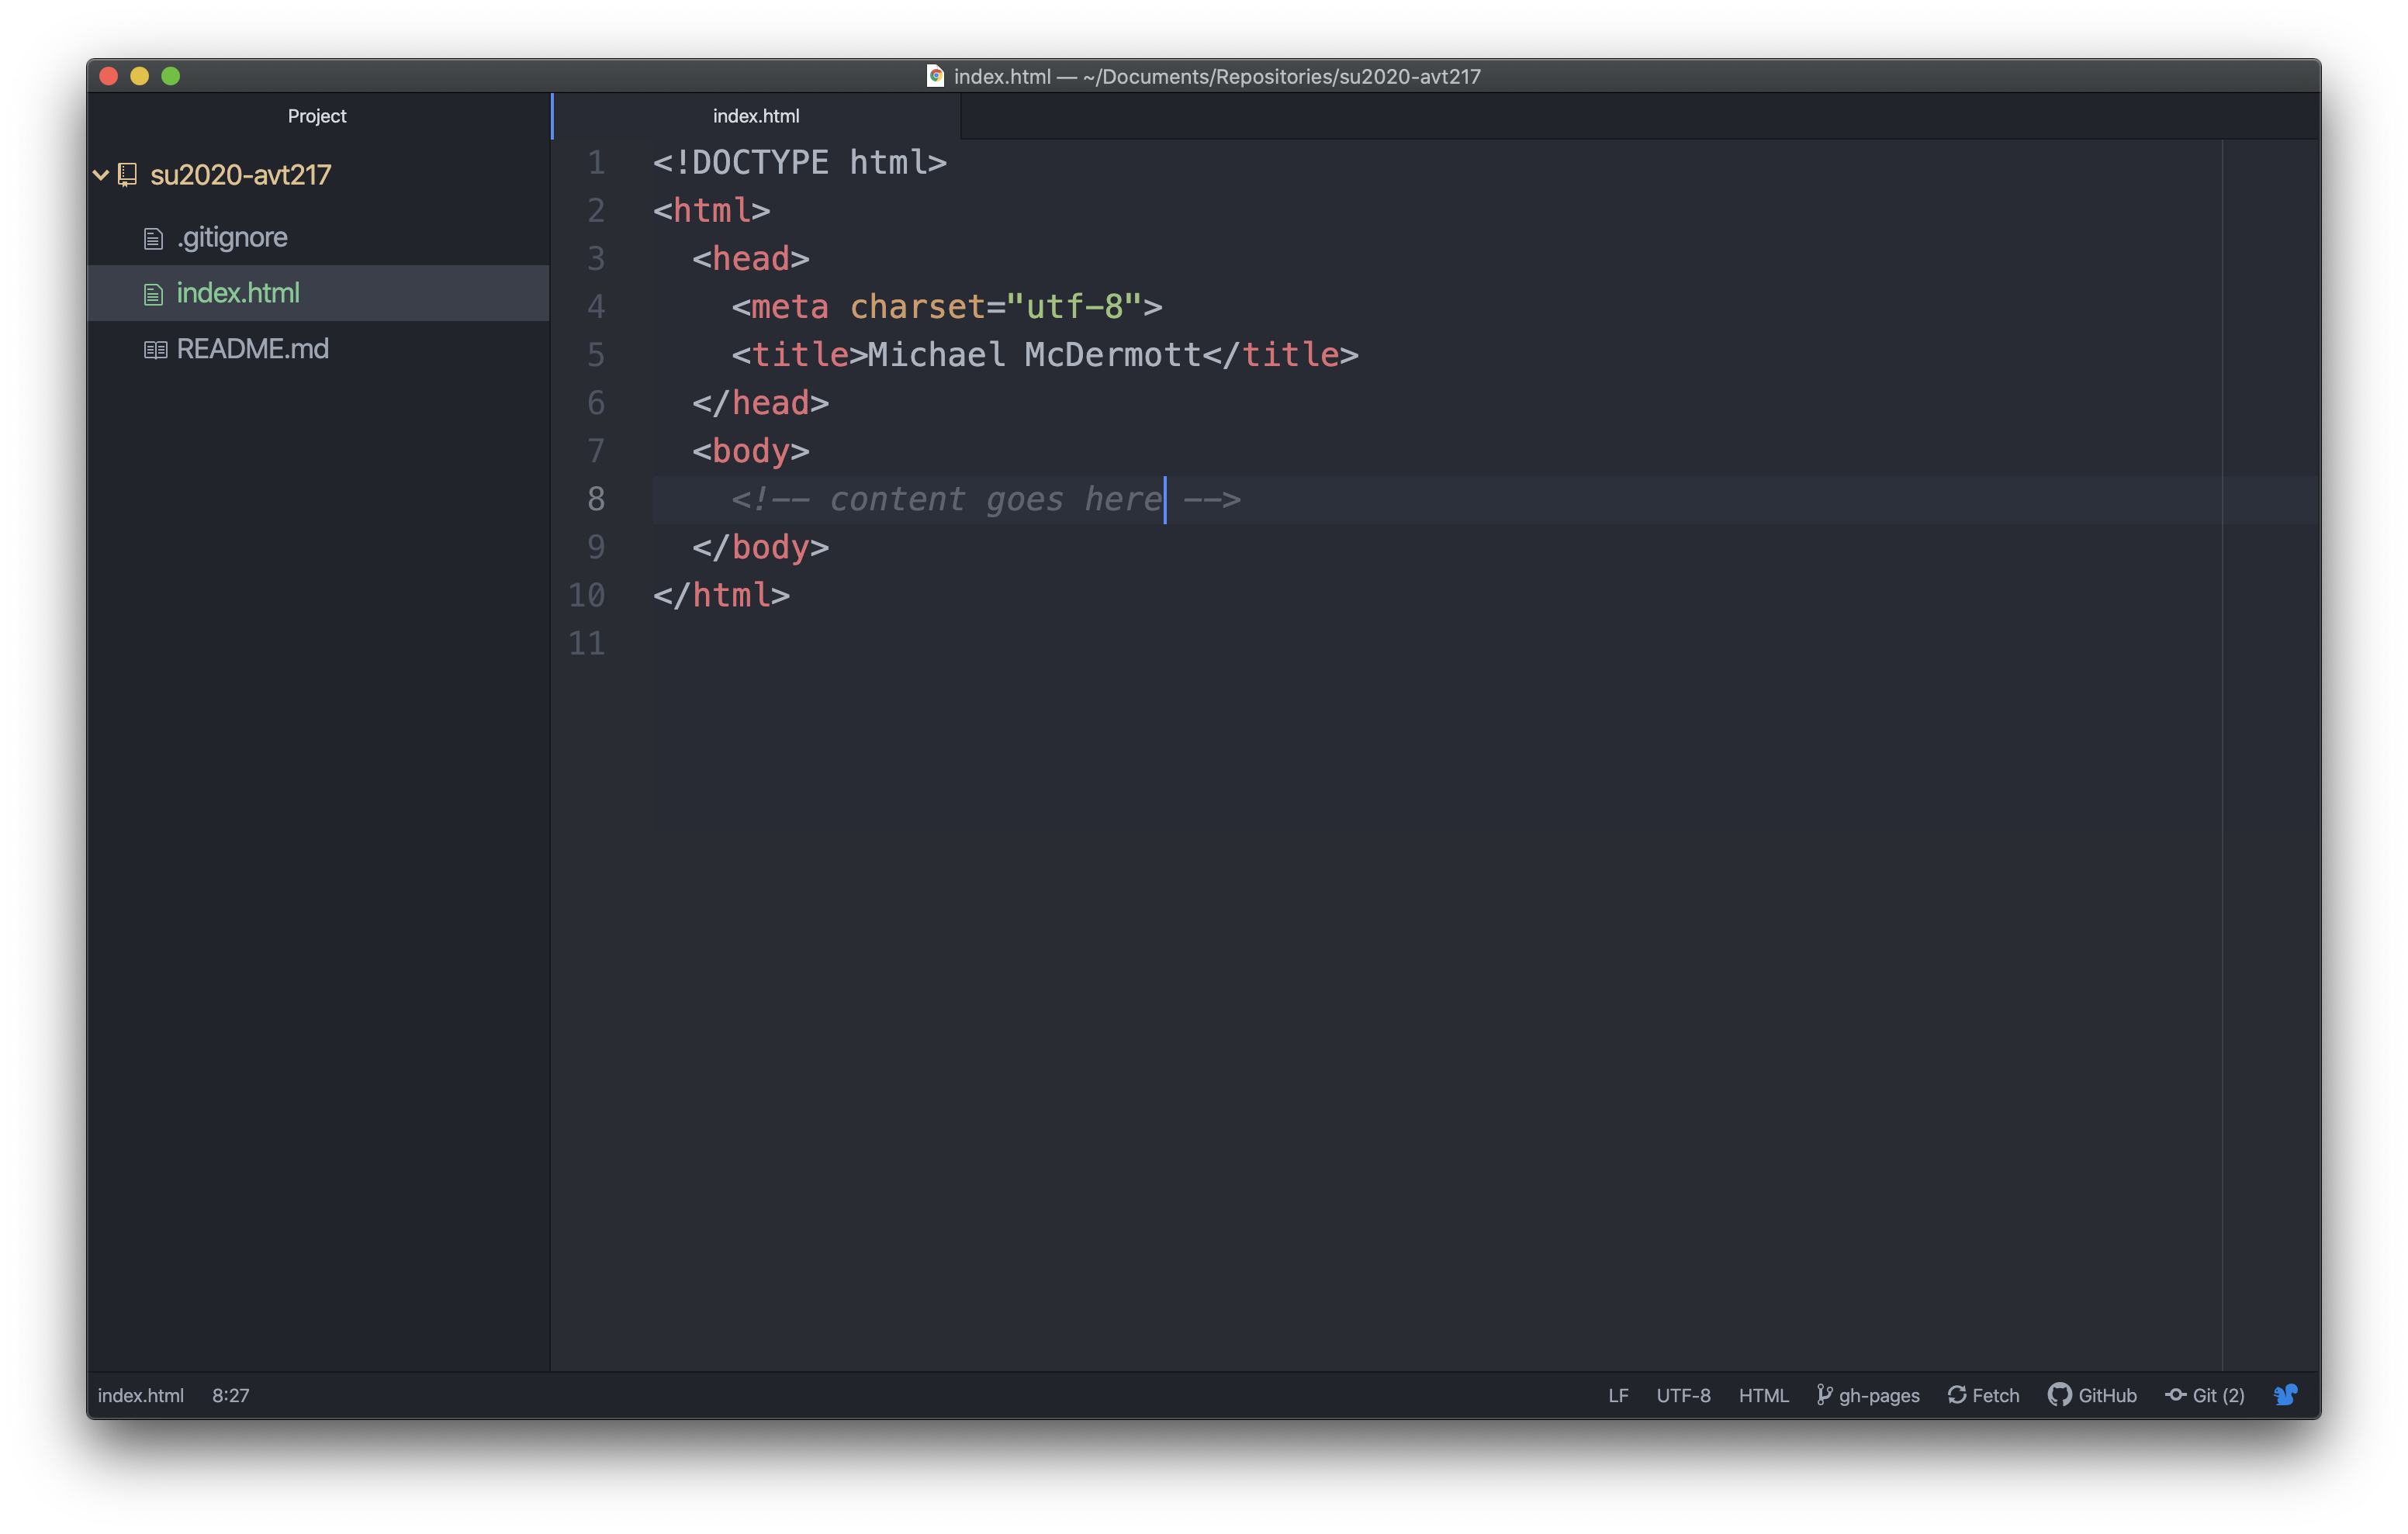 index.html — ~/Documents/Repositories/su2020-avt217
Project
su2020-avt217
.gitignore
index.html
README.md
index.html
1 <!DOCTYPE html>
2 <html>
3   <head>
4     <meta charset="utf-8">
5     <title>Michael McDermott</title>
6   </head>
7   <body>
8     <!-- content goes here -->
9   </body>
10 </html>
11
index.html 8:27 LF UTF-8 HTML gh-pages Fetch GitHub Git (2)